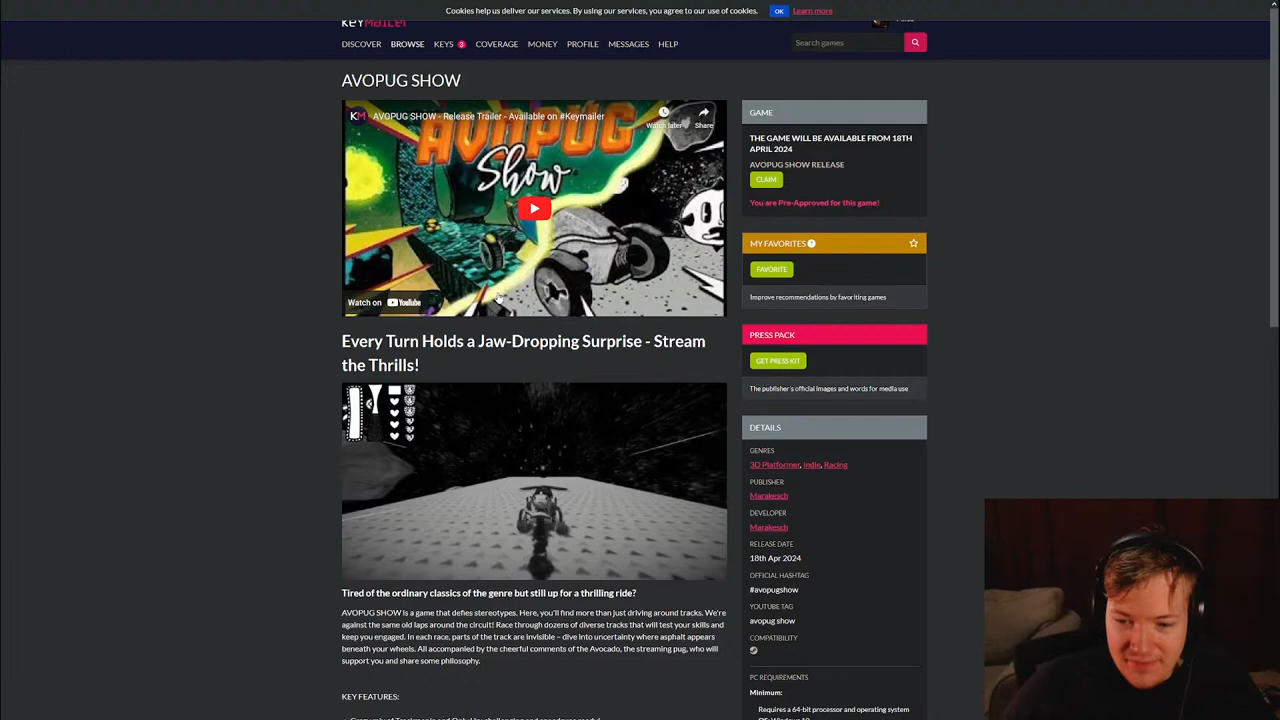 Cookies help us deliver our services. By using our services, you agree to our use of cookies. OK Learn more
KEYMAILER
DISCOVER BROWSE KEYS 3 COVERAGE MONEY PROFILE MESSAGES HELP Search games
AVOPUG SHOW
KM AVOPUG SHOW - Release Trailer - Available on #Keymailer
Watch later Share
AVOPUG
Show
Watch on YouTube
Every Turn Holds a Jaw-Dropping Surprise - Stream
the Thrills!
Tired of the ordinary classics of the genre but still up for a thrilling ride?
AVOPUG SHOW is a game that defies stereotypes. Here, you'll find more than just driving around tracks. We're
against the same old laps around the circuit! Race through dozens of diverse tracks that will test your skills and
keep you engaged. In each race, parts of the track are invisible – dive into uncertainty where asphalt appears
beneath your wheels. All accompanied by the cheerful comments of the Avocado, the streaming pug, who will
support you and share some philosophy.
KEY FEATURES:
GAME
THE GAME WILL BE AVAILABLE FROM 18TH
APRIL 2024
AVOPUG SHOW RELEASE
CLAIM
You are Pre-Approved for this game!
MY FAVORITES ?
FAVORITE
Improve recommendations by favoriting games
PRESS PACK
GET PRESS KIT
The publisher's official images and words for media use
DETAILS
GENRES
3D Platformer, Indie, Racing
PUBLISHER
Marakesch
DEVELOPER
Marakesch
RELEASE DATE
18th Apr 2024
OFFICIAL HASHTAG
#avopugshow
YOUTUBE TAG
avopug show
COMPATIBILITY
PC REQUIREMENTS
Minimum:
Requires a 64-bit processor and operating system